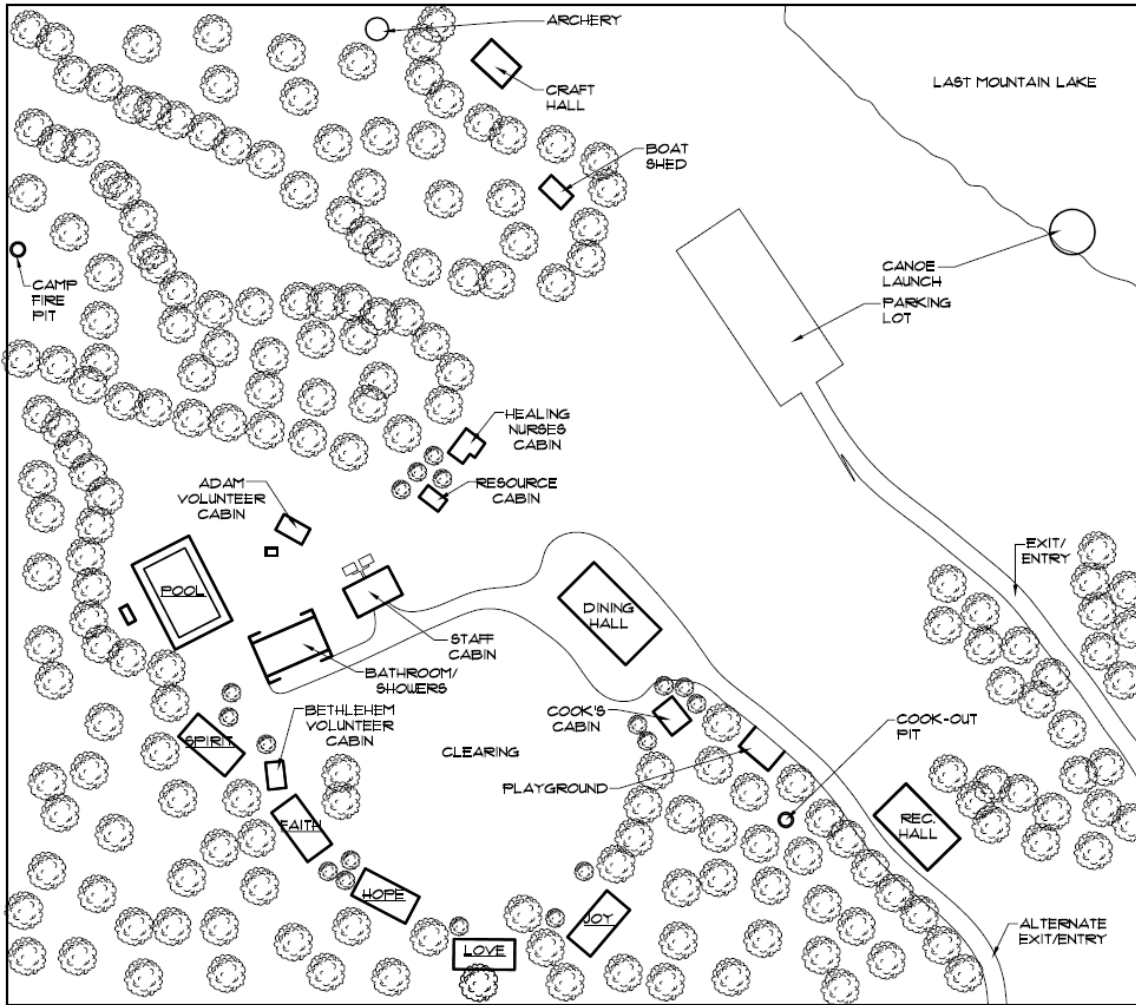 ARCHERY
CRAFT
HALL
LAST MOUNTAIN LAKE
BOAT
SHED
CAMP
FIRE
PIT
CANOE
LAUNCH
PARKING
LOT
HEALING
NURSES
CABIN
ADAM
VOLUNTEER
CABIN
RESOURCE
CABIN
EXIT/
ENTRY
POOL
DINING
HALL
STAFF
CABIN
BATHROOM/
SHOWERS
BETHLEHEM
VOLUNTEER
CABIN
COOK'S
CABIN
COOK-OUT
PIT
SPIRIT
CLEARING
PLAYGROUND
FAITH
REC.
HALL
HOPE
JOY
LOVE
ALTERNATE
EXIT/ENTRY